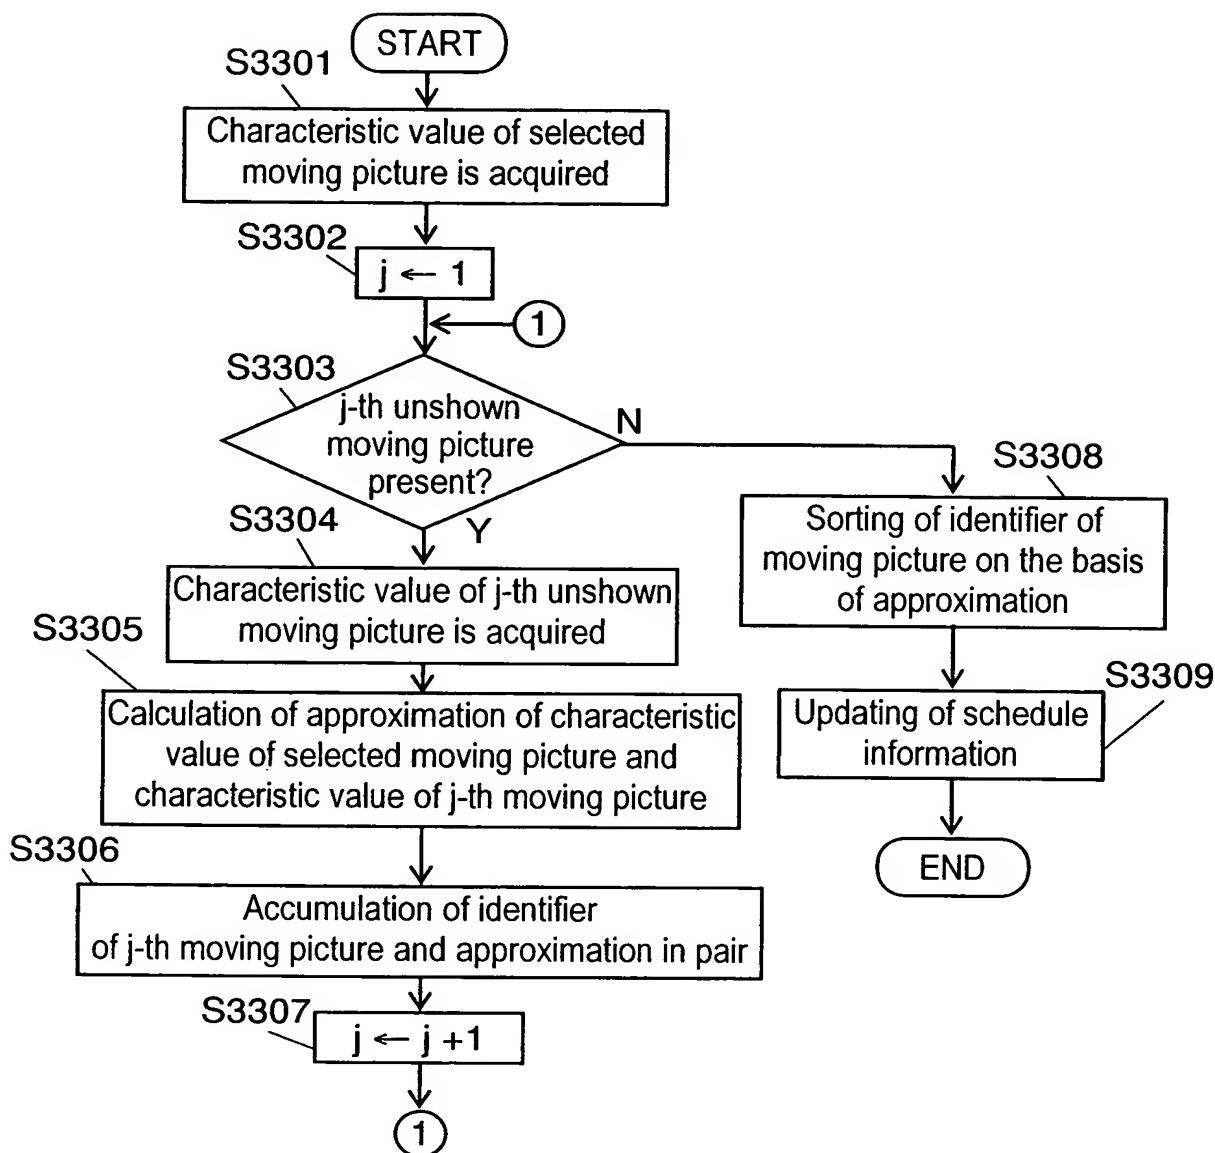 START
S3301
Characteristic value of selected
moving picture is acquired
S3302
j ← 1
1
S3303
j-th unshown
moving picture
present?
N
Y
S3304
Characteristic value of j-th unshown
moving picture is acquired
S3305
Calculation of approximation of characteristic
value of selected moving picture and
characteristic value of j-th moving picture
S3306
Accumulation of identifier
of j-th moving picture and approximation in pair
S3307
j ← j +1
1
S3308
Sorting of identifier of
moving picture on the basis
of approximation
S3309
Updating of schedule
information
END